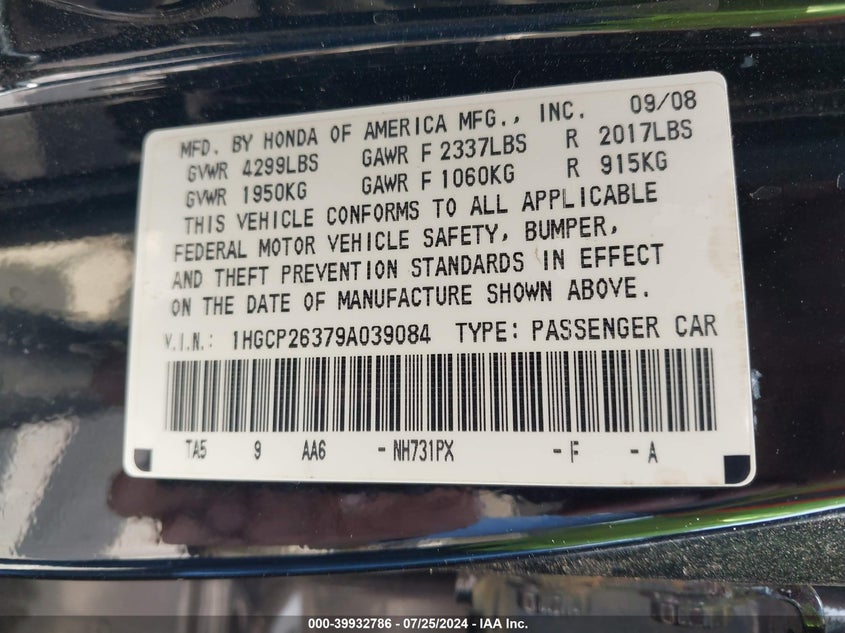 MFD. BY HONDA OF AMERICA MFG., INC. 09/08
GVWR 4299LBS GAWR F 2337LBS R 2017LBS
GVWR 1950KG GAWR F 1060KG R 915KG
THIS VEHICLE CONFORMS TO ALL APPLICABLE
FEDERAL MOTOR VEHICLE SAFETY, BUMPER,
AND THEFT PREVENTION STANDARDS IN EFFECT
ON THE DATE OF MANUFACTURE SHOWN ABOVE.
V.I.N.: 1HGCP26379A039084 TYPE: PASSENGER CAR
TA5 9 AA6 - NH731PX - F - A
000-39932786 - 07/25/2024 - IAA Inc.